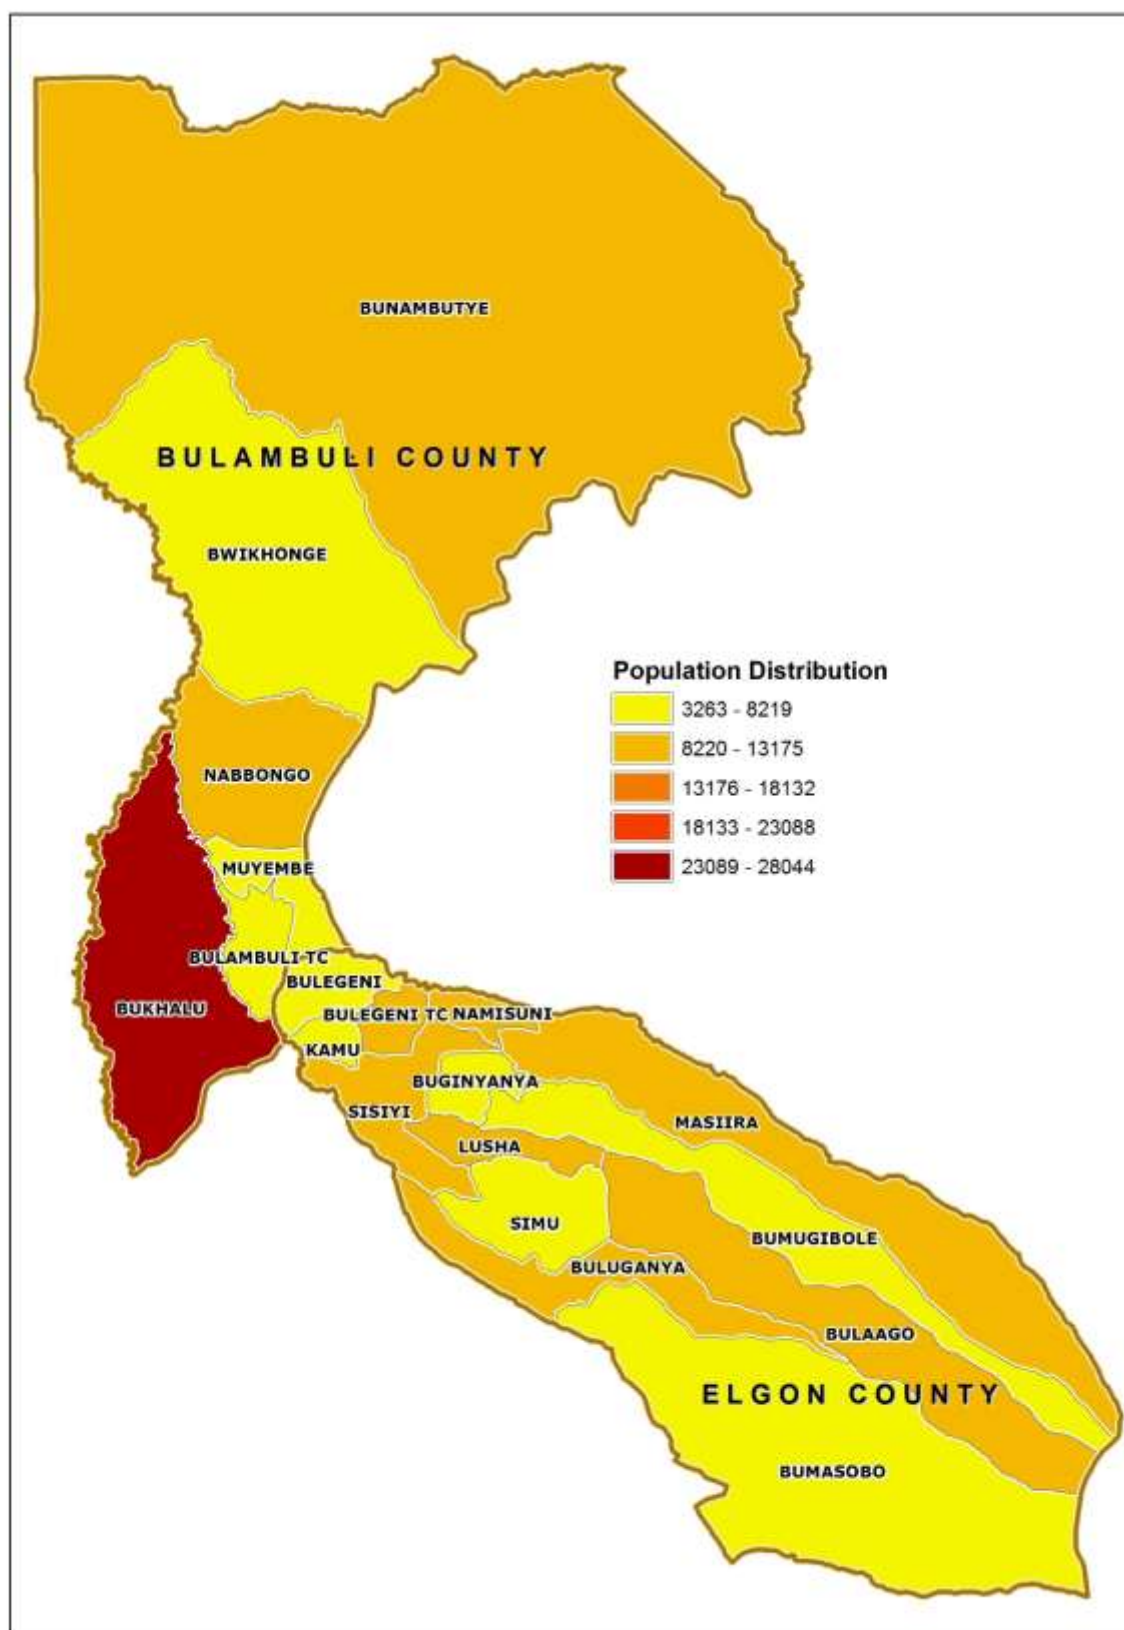 BUNAMBUTYE
BULAMBULI COUNTY
BWIKHONGE
Population Distribution
3263 - 8219
8220 - 13175
13176 - 18132
18133 - 23088
23089 - 28044
NABBONGO
MUYEMBE
BULAMBULI TC
BULEGENI
BUKHALU
BULEGENI TC
NAMISUNI
KAMU
BUGINYANYA
SISIYI
MASIIRA
LUSHA
SIMU
BUMUGIBOLE
BULUGANYA
BULAAGO
ELGON COUNTY
BUMASOBO